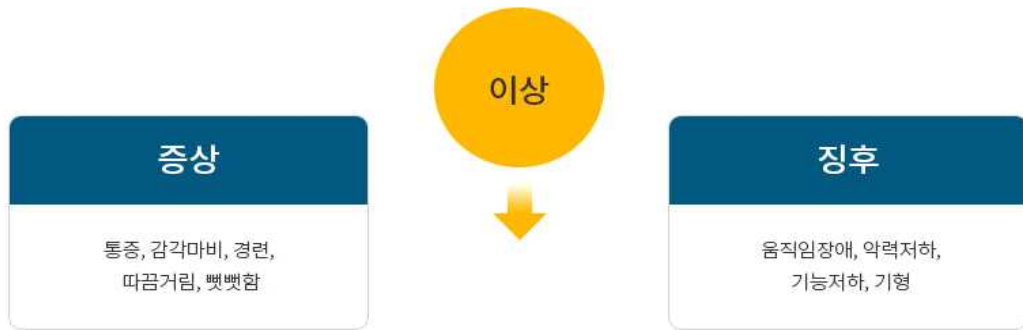 이상
증상
통증, 감각마비, 경련,
따끔거림, 뻣뻣함
징후
움직임장애, 악력저하,
기능저하, 기형